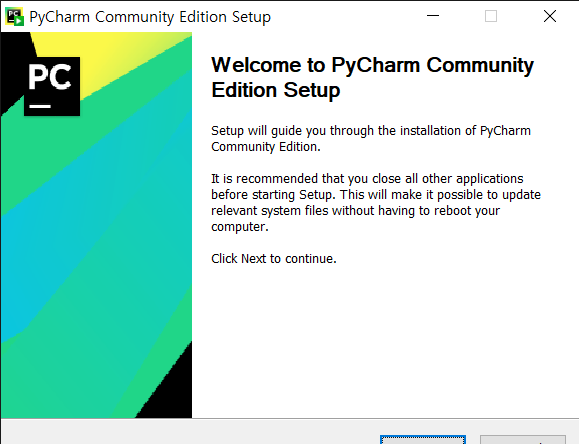 PyCharm Community Edition Setup
PC
Welcome to PyCharm Community
Edition Setup
Setup will guide you through the installation of PyCharm
Community Edition.
It is recommended that you close all other applications
before starting Setup. This will make it possible to update
relevant system files without having to reboot your
computer.
Click Next to continue.